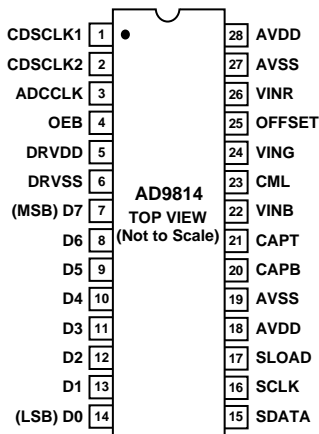 CDSCLK1 1 28 AVDD
CDSCLK2 2 27 AVSS
ADCCLK 3 26 VINR
OEB 4 25 OFFSET
DRVDD 5 24 VING
DRVSS 6 23 CML
(MSB) D7 7 22 VINB
D6 8 21 CAPT
D5 9 20 CAPB
D4 10 19 AVSS
D3 11 18 AVDD
D2 12 17 SLOAD
D1 13 16 SCLK
(LSB) D0 14 15 SDATA
AD9814
TOP VIEW
(Not to Scale)